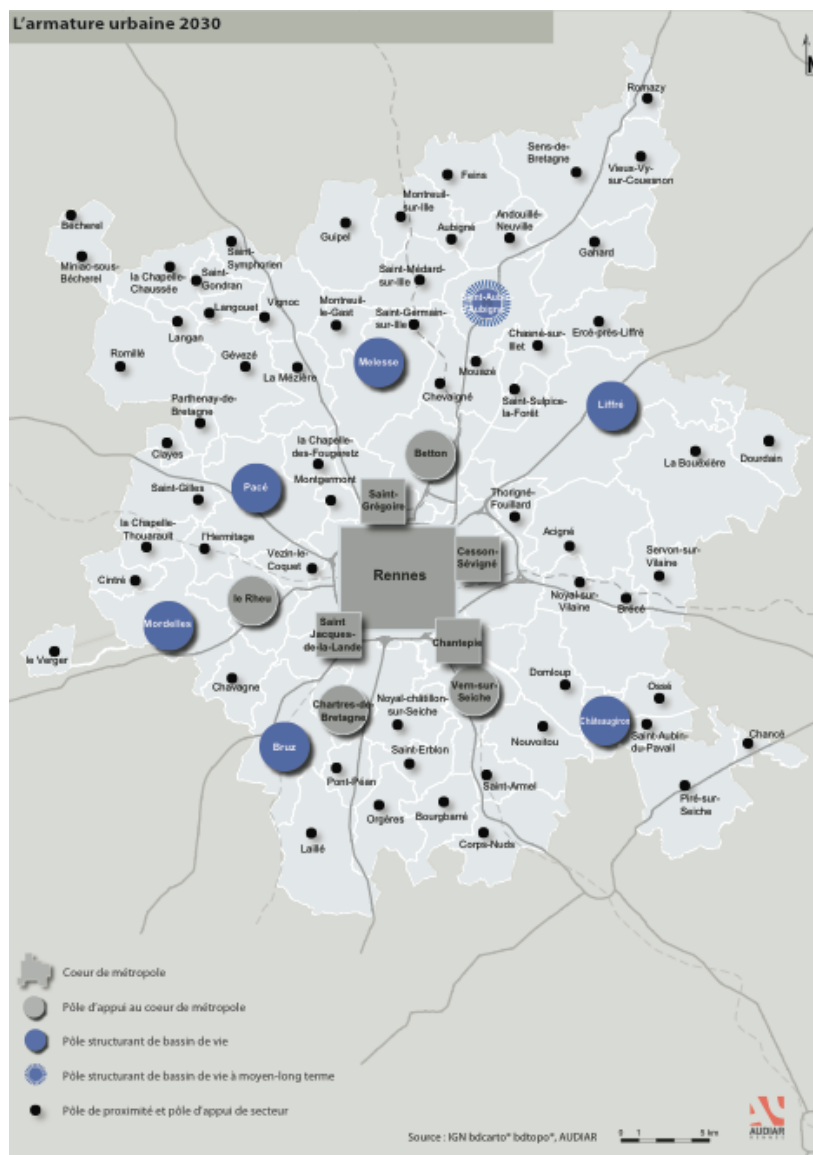 L'armature urbaine 2030
N
Romazy
Sens-de-
Bretagne
Vieux-Vy-
sur-Couesnon
Feins
Montreuil-
sur-Ille
Andouillé-
Neuville
Aubigné
Guipel
Gahard
Bécherel
Miniac-sous-
Bécherel
Saint-
Symphorien
la Chapelle-
Chaussée
Saint-
Gondran
Saint-Médard-
sur-Ille
Langouet
Vignoc
Montreuil-
le-Gast
Saint-Germain-
sur-Ille
Saint-Aubin
d'Aubigné
Chasné-sur-
Illet
Ercé-près-Liffré
Langan
Romillé
Gévezé
La Mézière
Melesse
Mouazé
Chevaigné
Saint-Sulpice-
la-Forêt
Liffré
Parthenay-de-
Bretagne
Clayes
la Chapelle-
des-Fougeretz
Betton
La Bouëxière
Dourdain
Saint-Gilles
Pacé
Montgermont
Saint-
Grégoire
Thorigné-
Fouillard
la Chapelle-
Thouarault
l'Hermitage
Vezin-le-
Coquet
Rennes
Cesson-
Sévigné
Acigné
Servon-sur-
Vilaine
Cintré
le Rheu
Noyal-sur-
Vilaine
Brécé
Mordelles
Saint
Jacques-
de-la-Lande
Chantepie
le Verger
Chavagne
Chartres-de-
Bretagne
Noyal-châtillon-
sur-Seiche
Vern-sur-
Seiche
Domloup
Ossé
Châteaugiron
Saint-Aubin-
du-Pavail
Chancé
Bruz
Nouvoitou
Saint-Erblon
Pont-Péan
Saint-Armel
Piré-sur-
Seiche
Orgères
Bourgbarré
Laillé
Corps-Nuds
Coeur de métropole
Pôle d'appui au coeur de métropole
Pôle structurant de bassin de vie
Pôle structurant de bassin de vie à moyen-long terme
Pôle de proximité et pôle d'appui de secteur
Source : IGN bdcarto® bdtopo®, AUDIAR
0 1 5 km
AUDIAR
RENNES